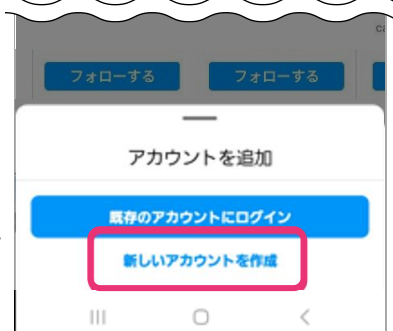 フォローする フォローする
アカウントを追加
既存のアカウントにログイン
新しいアカウントを作成